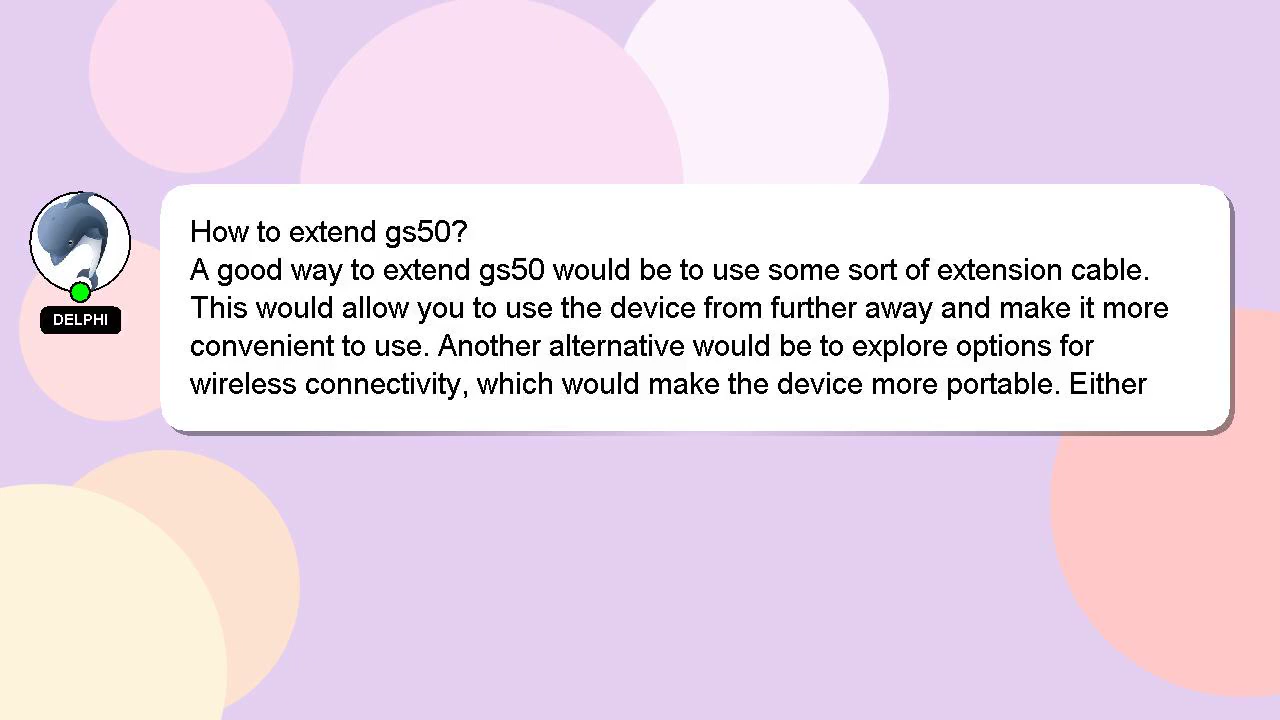 How to extend gs50?
A good way to extend gs50 would be to use some sort of extension cable.
This would allow you to use the device from further away and make it more
convenient to use. Another alternative would be to explore options for
wireless connectivity, which would make the device more portable. Either
DELPHI